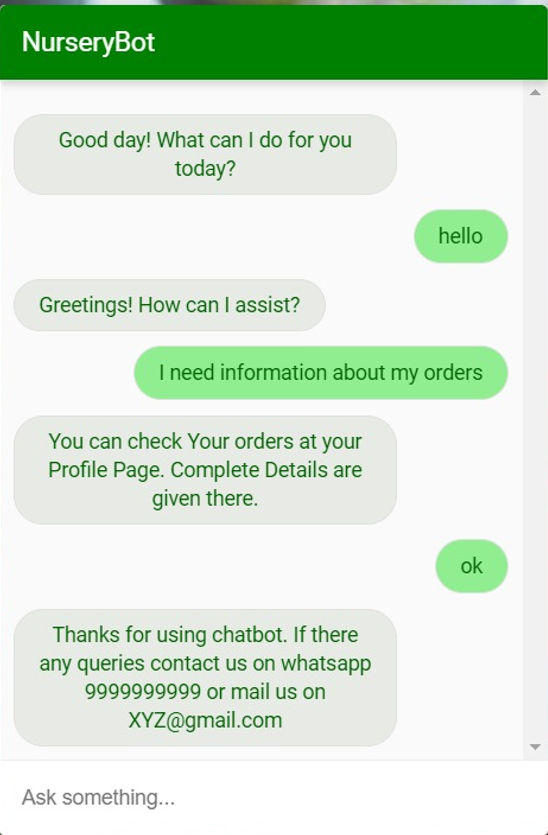 NurseryBot
Good day! What can I do for you
today?
hello
Greetings! How can I assist?
I need information about my orders
You can check Your orders at your
Profile Page. Complete Details are
given there.
ok
Thanks for using chatbot. If there
any queries contact us on whatsapp
9999999999 or mail us on
XYZ@gmail.com
Ask something...